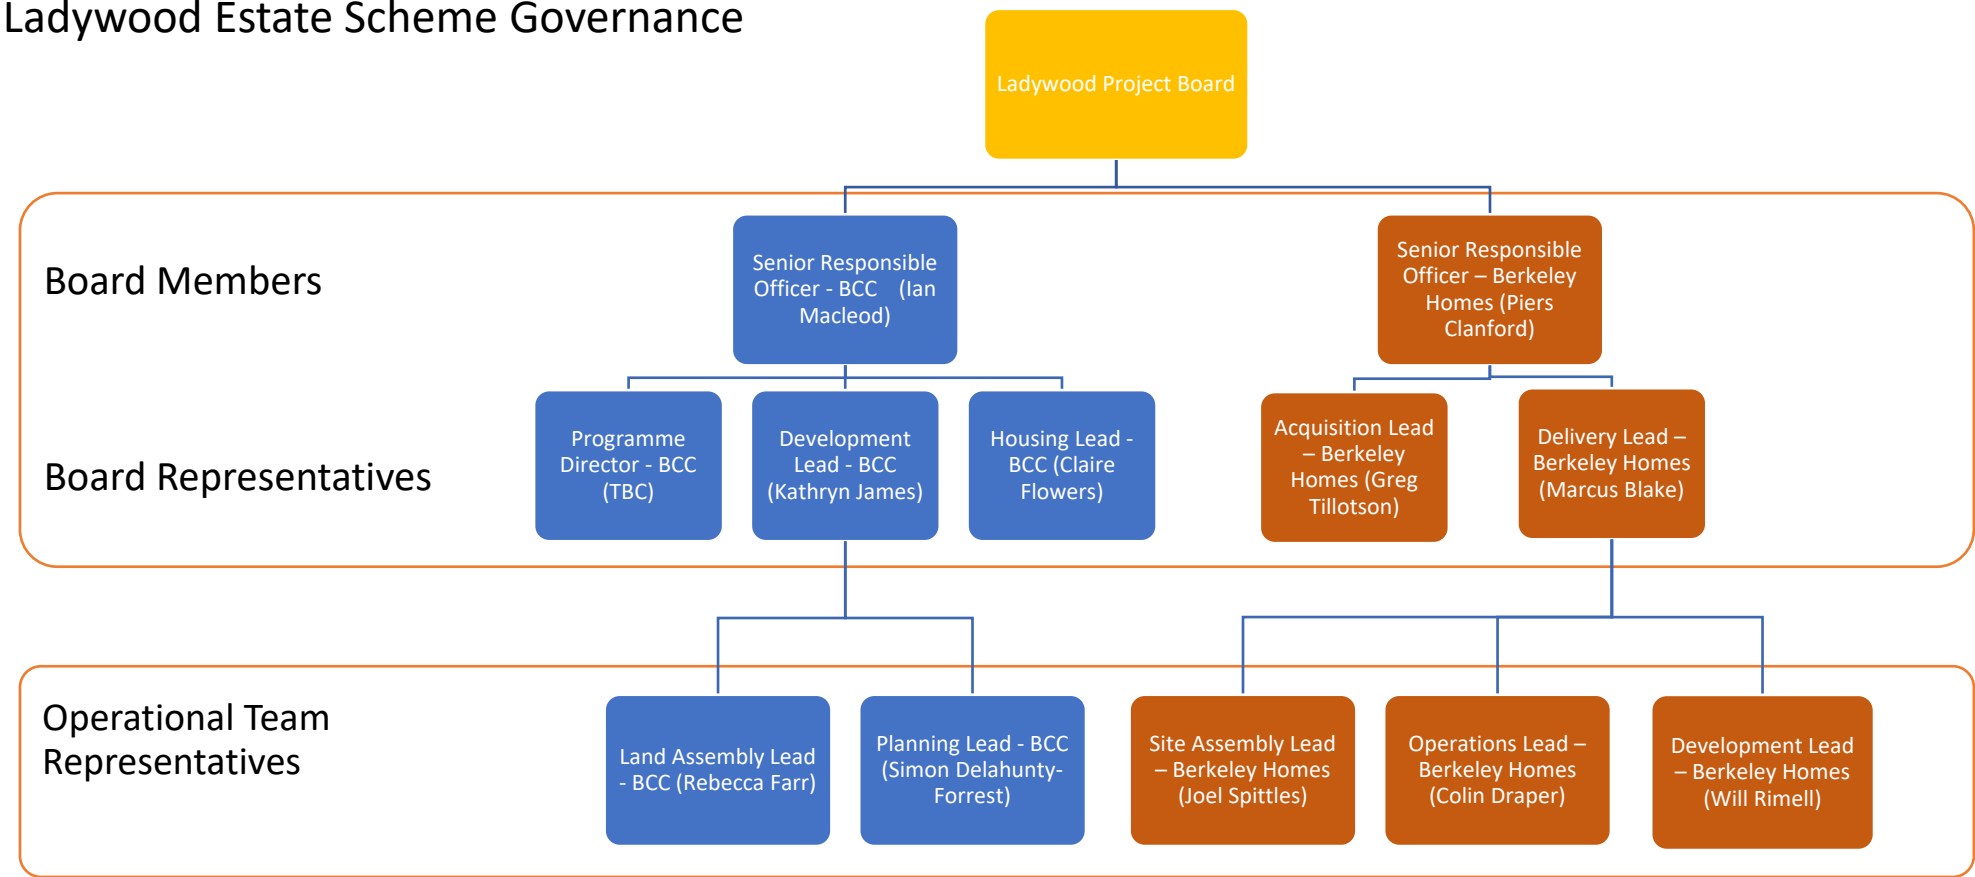 Ladywood Estate Scheme Governance
Ladywood Project Board
Board Members
Senior Responsible
Officer - BCC (Ian
Macleod)
Senior Responsible
Officer – Berkeley
Homes (Piers
Clanford)
Board Representatives
Programme
Director - BCC
(TBC)
Development
Lead - BCC
(Kathryn James)
Housing Lead -
BCC (Claire
Flowers)
Acquisition Lead
– Berkeley
Homes (Greg
Tillotson)
Delivery Lead –
Berkeley Homes
(Marcus Blake)
Operational Team
Representatives
Land Assembly Lead
- BCC (Rebecca Farr)
Planning Lead - BCC
(Simon Delahunty-
Forrest)
Site Assembly Lead
– Berkeley Homes
(Joel Spittles)
Operations Lead –
Berkeley Homes
(Colin Draper)
Development Lead
– Berkeley Homes
(Will Rimell)